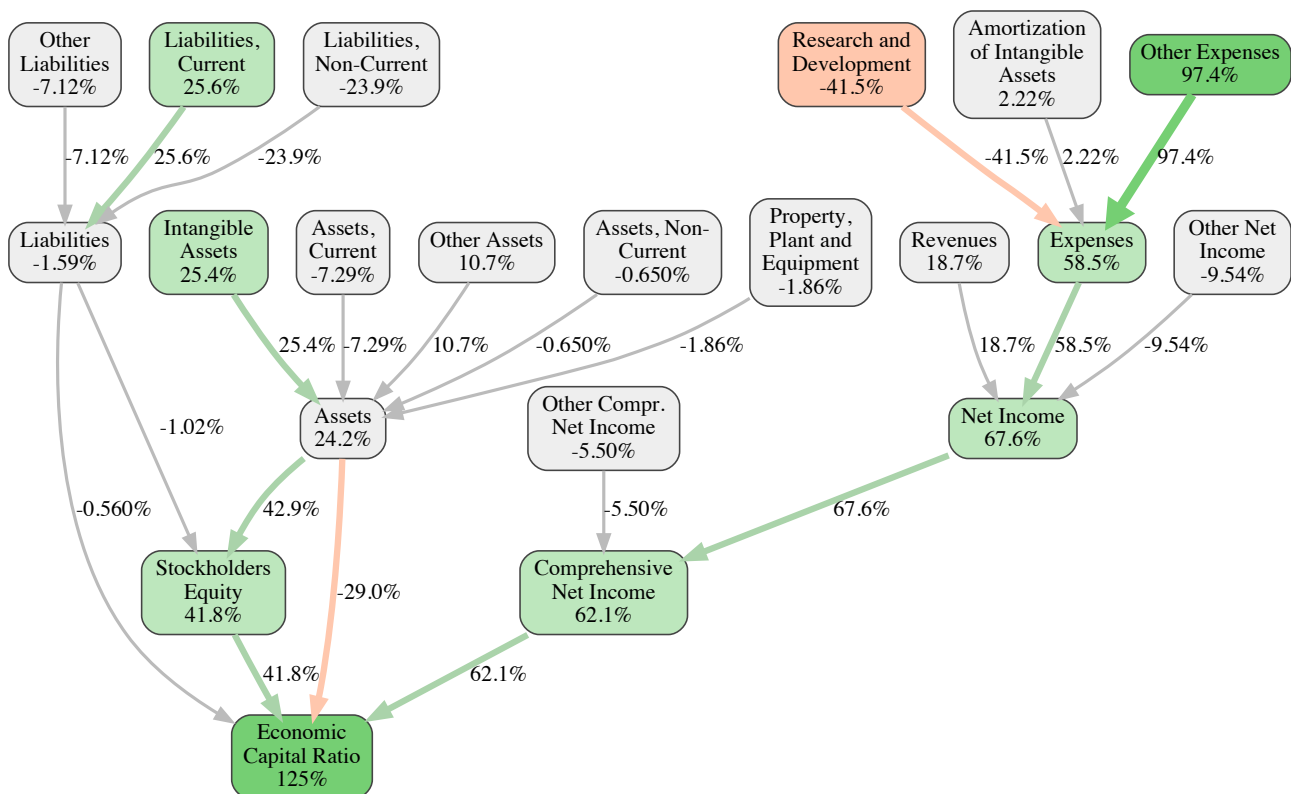 Other
Liabilities
-7.12%
Liabilities,
Current
25.6%
Liabilities,
Non-Current
-23.9%
Research and
Development
-41.5%
Amortization
of Intangible
Assets
2.22%
Other Expenses
97.4%
-7.12%
25.6%
-23.9%
-41.5%
2.22%
97.4%
Liabilities
-1.59%
Intangible
Assets
25.4%
Assets,
Current
-7.29%
Other Assets
10.7%
Assets, Non-
Current
-0.650%
Property,
Plant and
Equipment
-1.86%
Revenues
18.7%
Expenses
58.5%
Other Net
Income
-9.54%
25.4%
-7.29%
10.7%
-0.650%
-1.86%
18.7%
58.5%
-9.54%
Assets
24.2%
Other Compr.
Net Income
-5.50%
Net Income
67.6%
-1.02%
-0.560%
42.9%
-5.50%
67.6%
Stockholders
Equity
41.8%
-29.0%
Comprehensive
Net Income
62.1%
41.8%
62.1%
Economic
Capital Ratio
125%